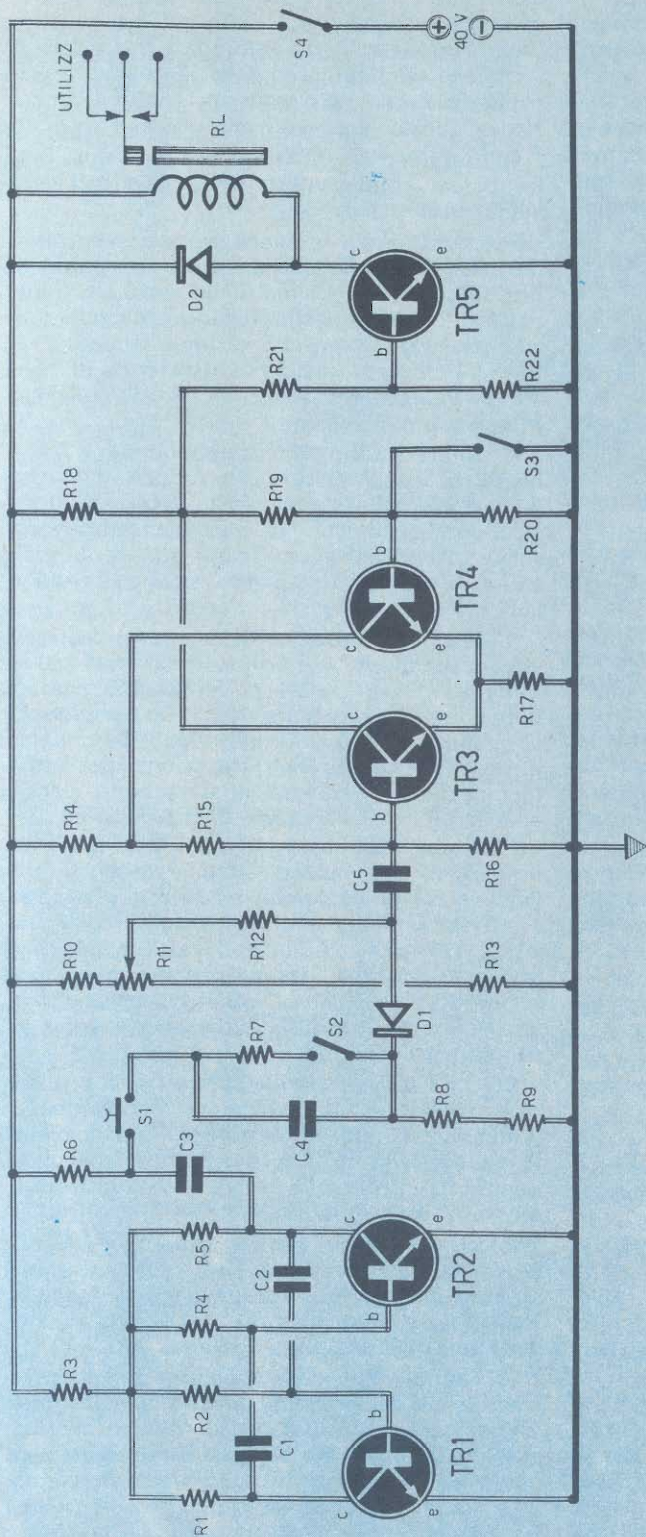 R1
C1
TR1
c
e
b
R2
R3
R4
C2
R5
TR2
b
c
e
C3
R6
S1
C4
R7
S2
R8
R9
D1
R10
R11
R12
R13
C5
R14
R15
R16
TR3
b
c
e
R17
TR4
b
c
e
R18
R19
R20
S3
R21
R22
TR5
b
c
e
D2
RL
UTILIZZ
S4
+
40 V
−